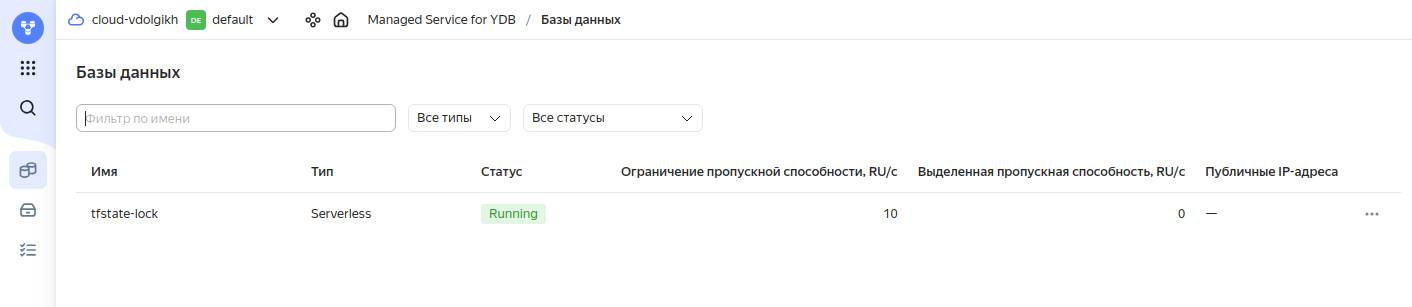 cloud-vdolgikh DE default Managed Service for YDB / Базы данных
Базы данных
Фильтр по имени Все типы Все статусы
Имя Тип Статус Ограничение пропускной способности, RU/с Выделенная пропускная способность, RU/с Публичные IP-адреса
tfstate-lock Serverless Running 10 0 —